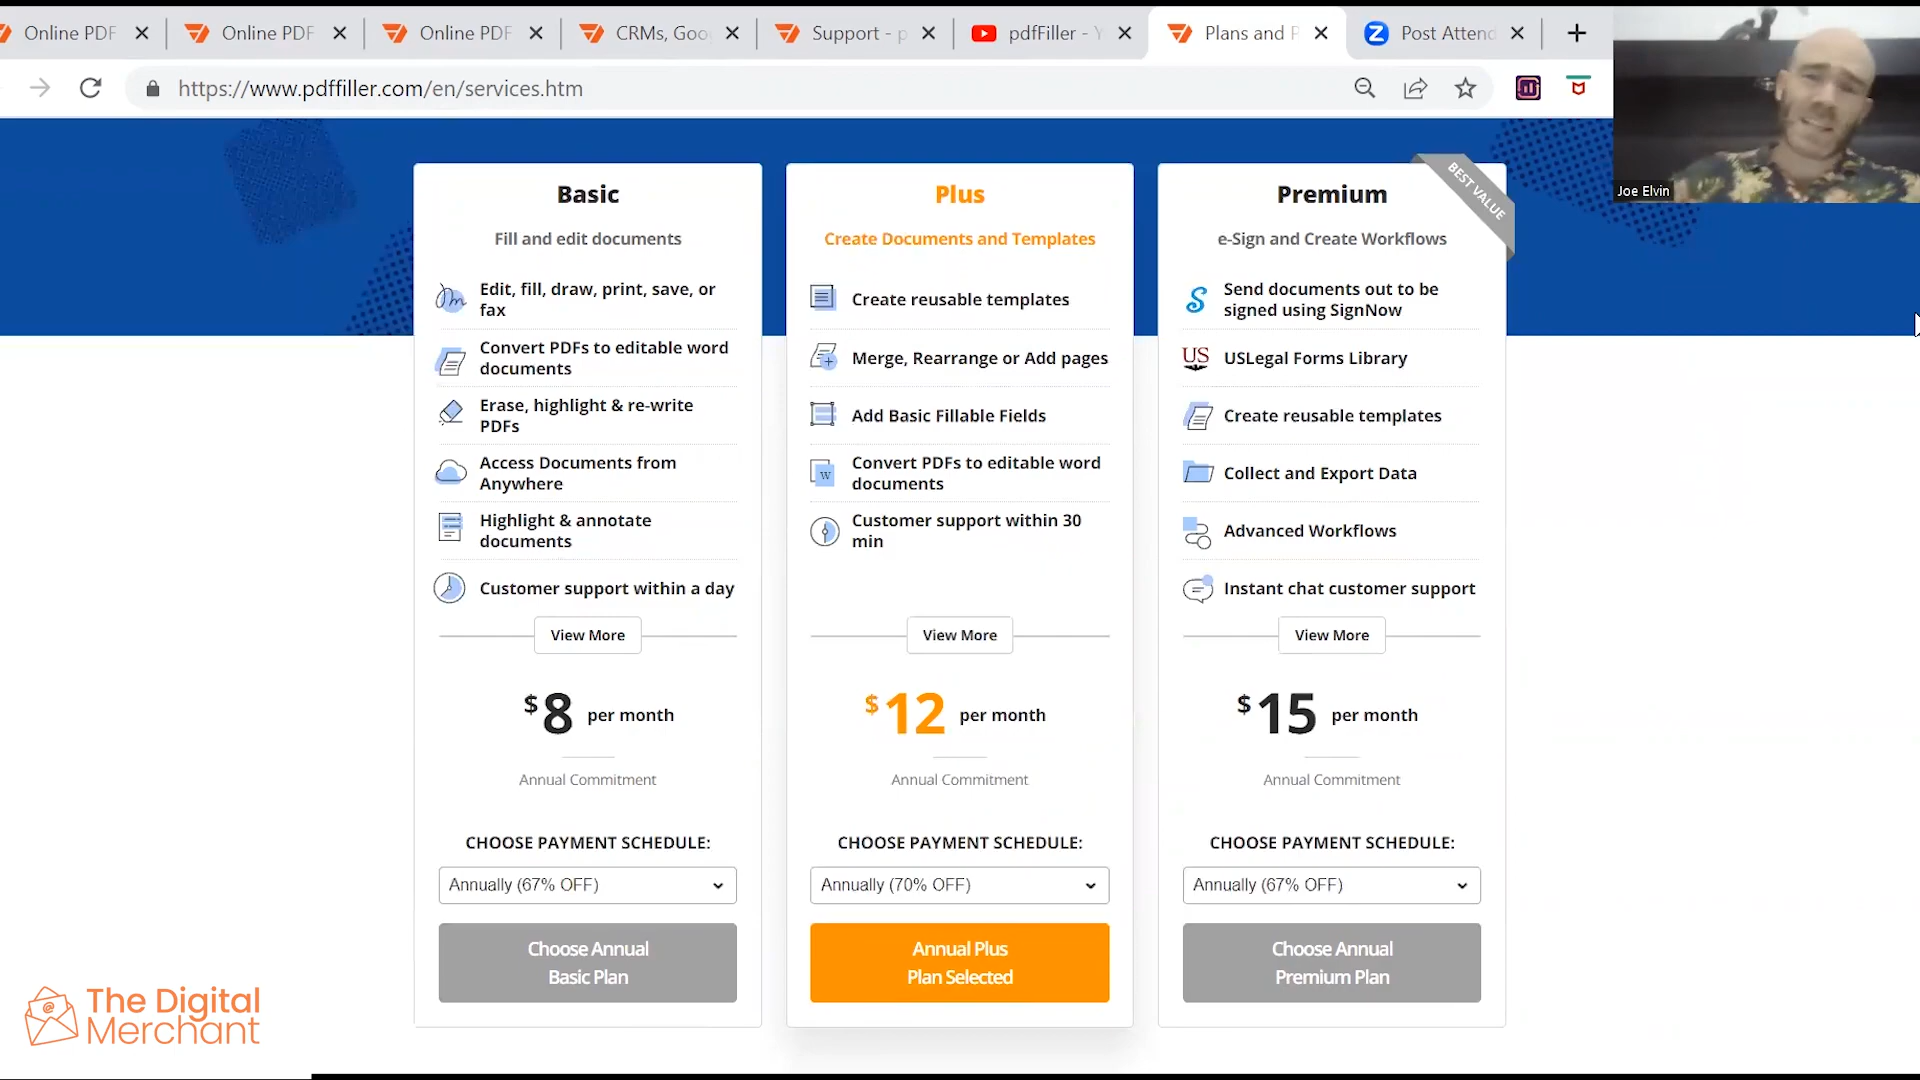 Online PDF
Online PDF
Online PDF
CRMs, Goo
Support - p
pdfFiller - Y
Plans and P
Post Attend
https://www.pdffiller.com/en/services.htm
Joe Elvin
Basic
Fill and edit documents
Edit, fill, draw, print, save, or
fax
Convert PDFs to editable word
documents
Erase, highlight & re-write
PDFs
Access Documents from
Anywhere
Highlight & annotate
documents
Customer support within a day
View More
$8 per month
Annual Commitment
CHOOSE PAYMENT SCHEDULE:
Annually (67% OFF)
Choose Annual
Basic Plan
Plus
Create Documents and Templates
Create reusable templates
Merge, Rearrange or Add pages
Add Basic Fillable Fields
W
Convert PDFs to editable word
documents
Customer support within 30
min
View More
$12 per month
Annual Commitment
CHOOSE PAYMENT SCHEDULE:
Annually (70% OFF)
Annual Plus
Plan Selected
BEST VALUE
Premium
e-Sign and Create Workflows
Send documents out to be
signed using SignNow
US
USLegal Forms Library
Create reusable templates
Collect and Export Data
Advanced Workflows
Instant chat customer support
View More
$15 per month
Annual Commitment
CHOOSE PAYMENT SCHEDULE:
Annually (67% OFF)
Choose Annual
Premium Plan
The Digital
Merchant